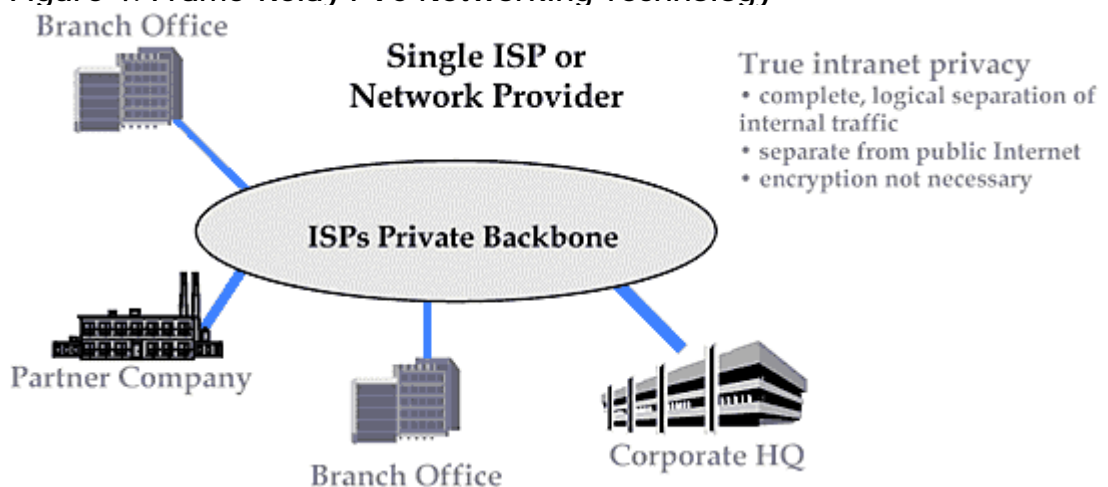 Branch Office
Single ISP or
Network Provider
True intranet privacy
• complete, logical separation of
internal traffic
• separate from public Internet
• encryption not necessary
ISPs Private Backbone
Partner Company
Branch Office
Corporate HQ